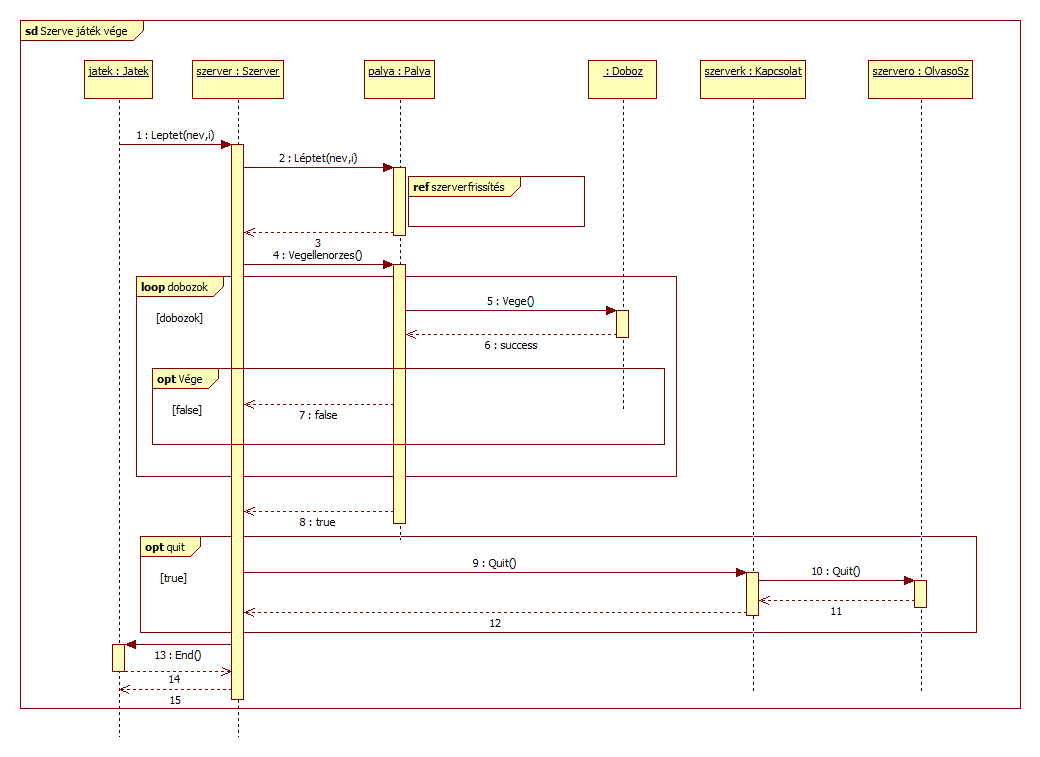 sd Szerve játék vége
jatek : Jatek
szerver : Szerver
palya : Palya
: Doboz
szerverk : Kapcsolat
szervero : OlvasoSz
1 : Leptet(nev,i)
2 : Léptet(nev,i)
ref szerverfrissítés
3
4 : Vegellenorzes()
loop dobozok
[dobozok]
5 : Vege()
6 : success
opt Vége
[false]
7 : false
8 : true
opt quit
[true]
9 : Quit()
10 : Quit()
11
12
13 : End()
14
15